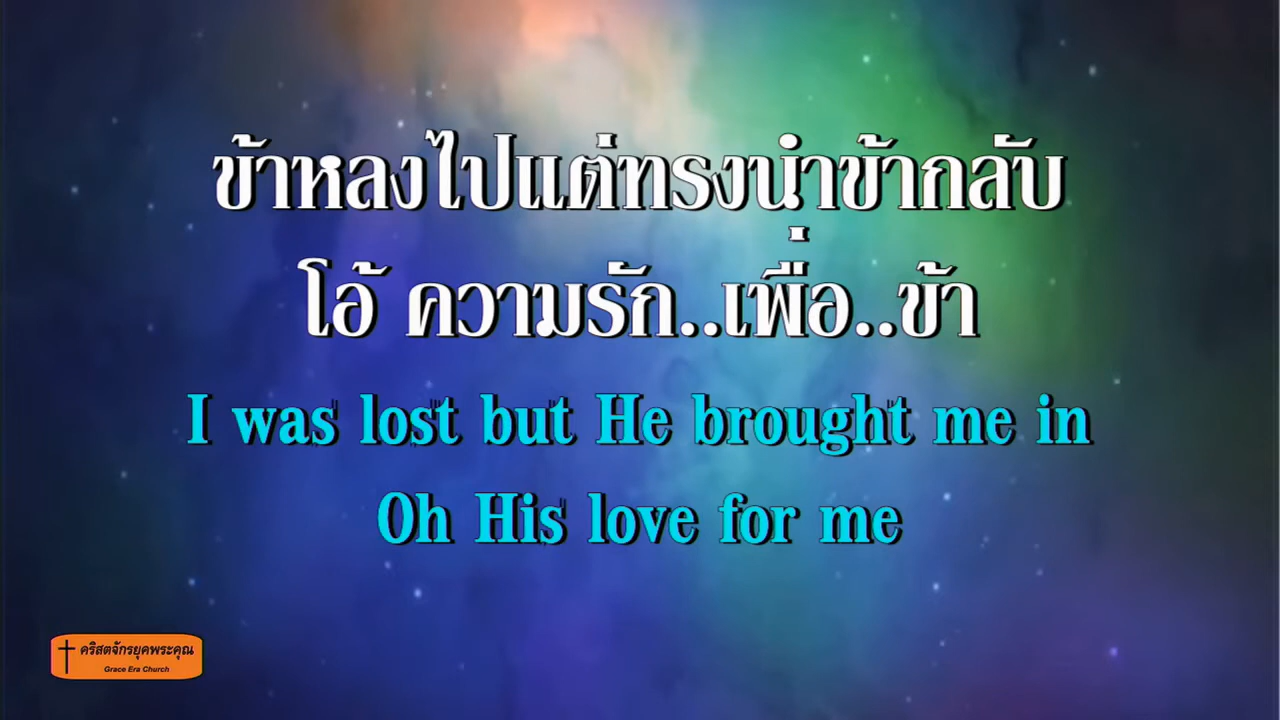 ข้าหลงไปแต่ทรงนำข้ากลับ
โอ้ ความรัก..เพื่อ..ข้า
I was lost but He brought me in
Oh His love for me
คริสตจักรยุคพระคุณ
Grace Era Church